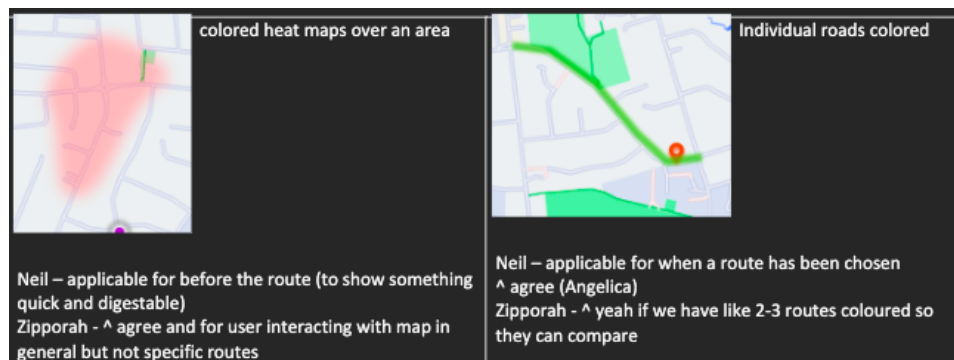 colored heat maps over an area
Neil – applicable for before the route (to show something
quick and digestable)
Zipporah - ^ agree and for user interacting with map in
general but not specific routes
Individual roads colored
Neil – applicable for when a route has been chosen
^ agree (Angelica)
Zipporah - ^ yeah if we have like 2-3 routes coloured so
they can compare